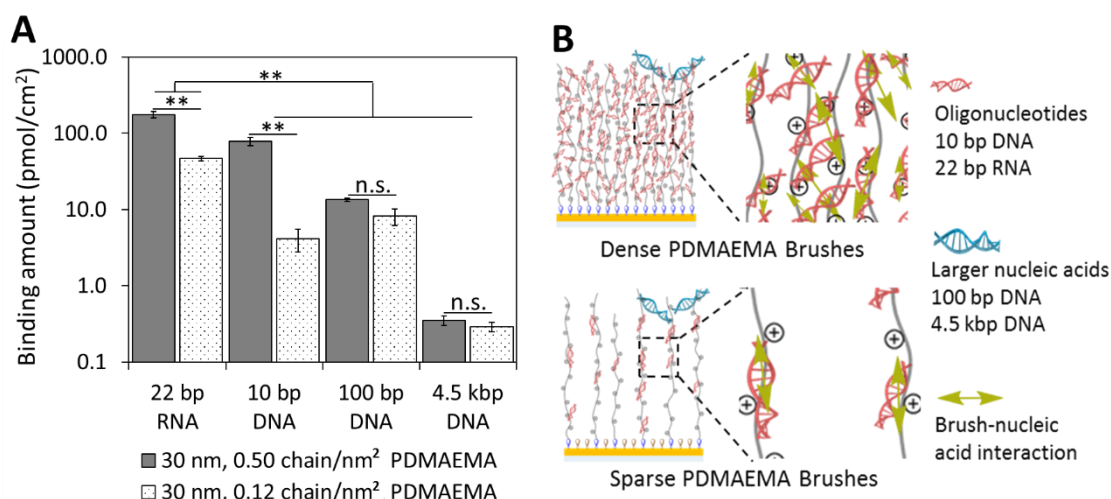 A
Binding amount (pmol/cm²)
1000.0
100.0
10.0
1.0
0.1
**
**
**
n.s.
n.s.
22 bp
RNA
10 bp
DNA
100 bp
DNA
4.5 kbp
DNA
30 nm, 0.50 chain/nm² PDMAEMA
30 nm, 0.12 chain/nm² PDMAEMA
B
Dense PDMAEMA Brushes
Sparse PDMAEMA Brushes
Oligonucleotides
10 bp DNA
22 bp RNA
Larger nucleic acids
100 bp DNA
4.5 kbp DNA
Brush-nucleic
acid interaction